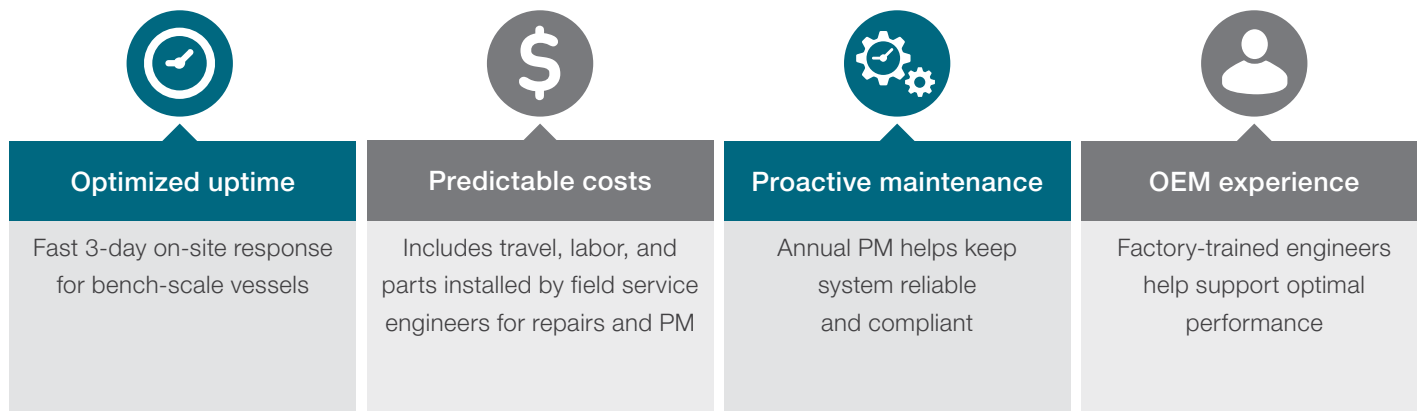 Optimized uptime
Fast 3-day on-site response
for bench-scale vessels
Predictable costs
Includes travel, labor, and
parts installed by field service
engineers for repairs and PM
Proactive maintenance
Annual PM helps keep
system reliable
and compliant
OEM experience
Factory-trained engineers
help support optimal
performance